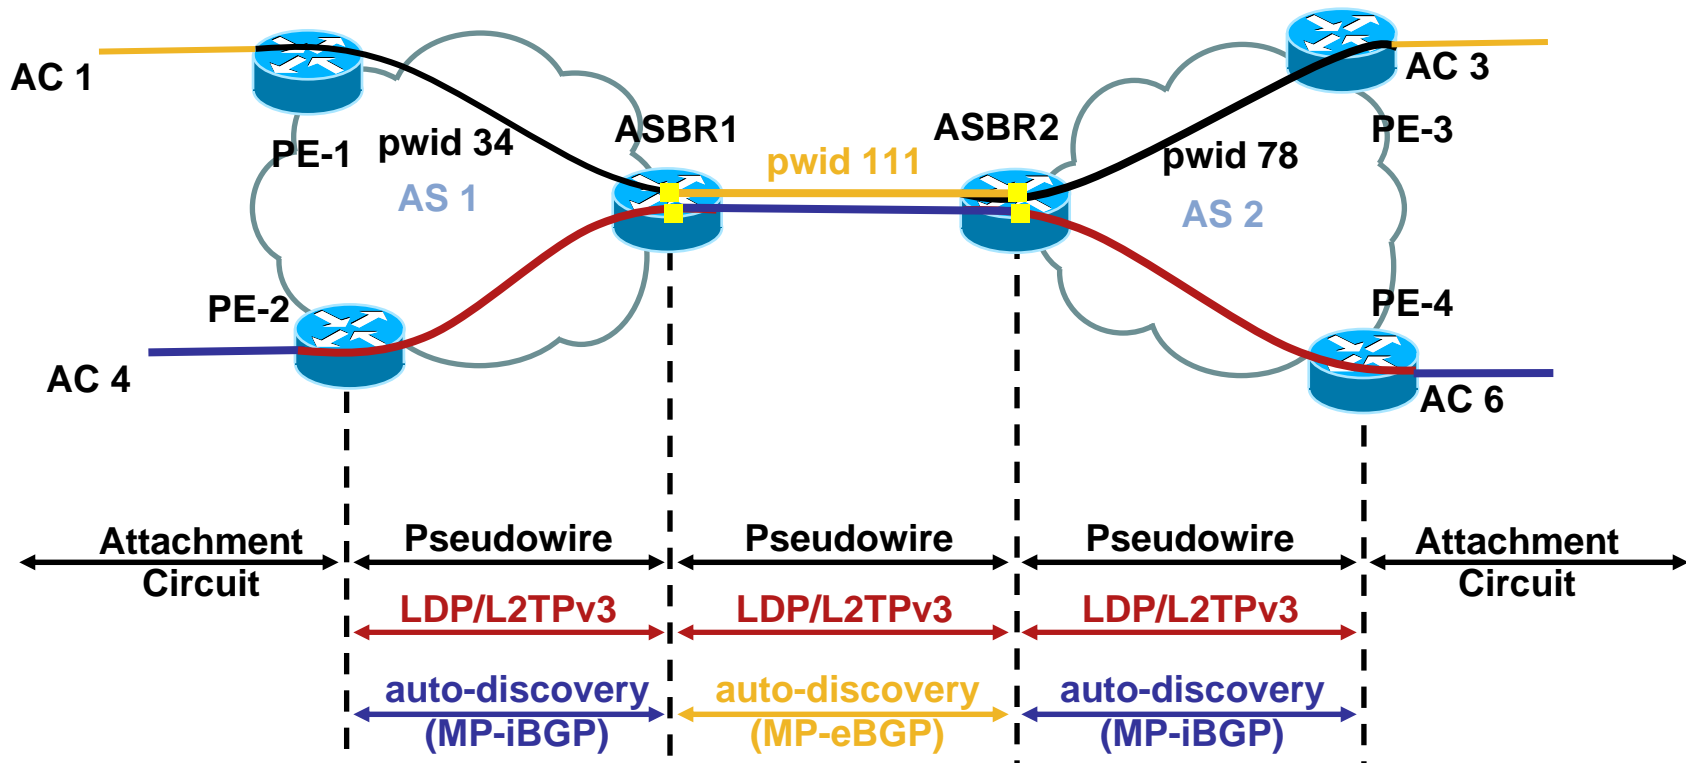 AC 1
PE-1
pwid 34
AS 1
ASBR1
pwid 111
ASBR2
pwid 78
AS 2
AC 3
PE-3
PE-2
AC 4
PE-4
AC 6
Attachment
Circuit
Pseudowire
Pseudowire
Pseudowire
Attachment
Circuit
LDP/L2TPv3
LDP/L2TPv3
LDP/L2TPv3
auto-discovery
(MP-iBGP)
auto-discovery
(MP-eBGP)
auto-discovery
(MP-iBGP)